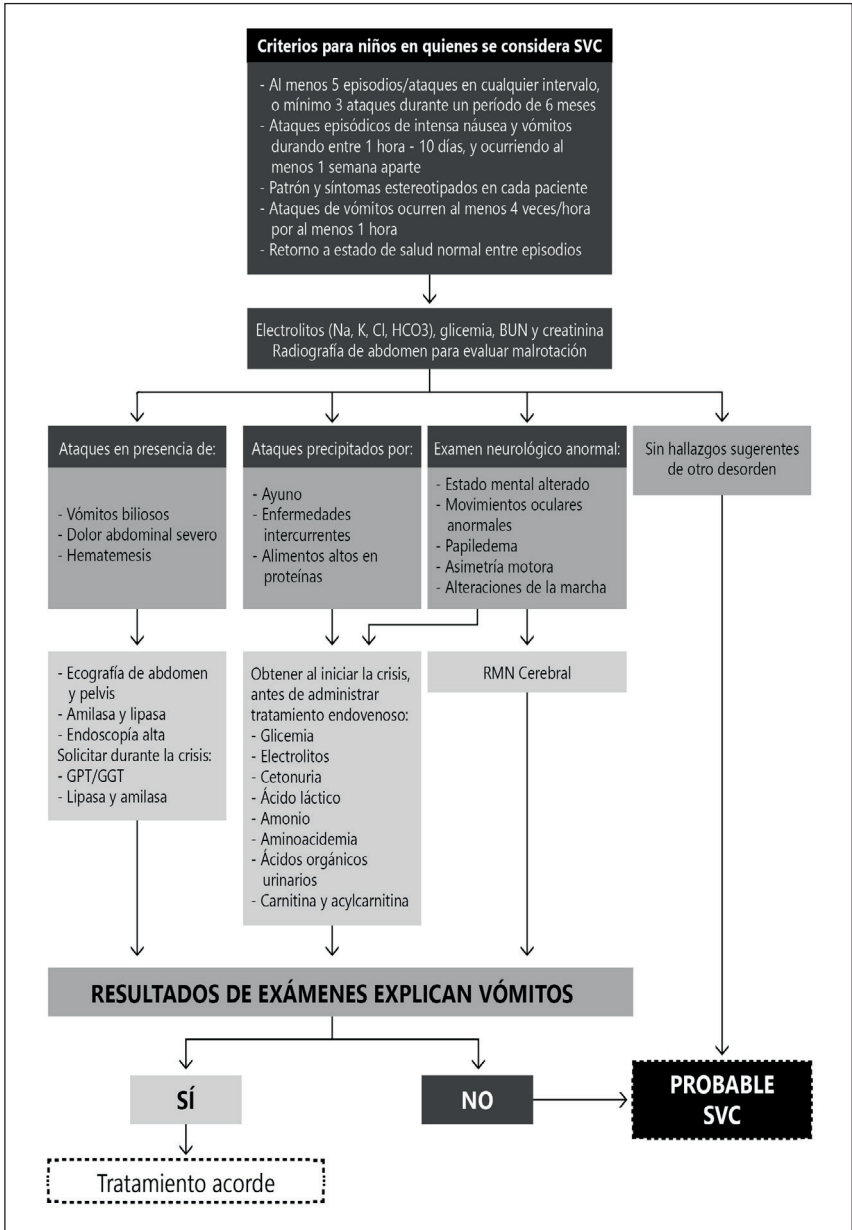 Criterios para niños en quienes se considera SVC
- Al menos 5 episodios/ataques en cualquier intervalo,
o mínimo 3 ataques durante un período de 6 meses
- Ataques episódicos de intensa náusea y vómitos
durando entre 1 hora - 10 días, y ocurriendo al
menos 1 semana aparte
- Patrón y síntomas estereotipados en cada paciente
- Ataques de vómitos ocurren al menos 4 veces/hora
por al menos 1 hora
- Retorno a estado de salud normal entre episodios
Electrolitos (Na, K, Cl, HCO3), glicemia, BUN y creatinina
Radiografía de abdomen para evaluar malrotación
Ataques en presencia de:
- Vómitos biliosos
- Dolor abdominal severo
- Hematemesis
Ataques precipitados por:
- Ayuno
- Enfermedades
intercurrentes
- Alimentos altos en
proteínas
Examen neurológico anormal:
- Estado mental alterado
- Movimientos oculares
anormales
- Papiledema
- Asimetría motora
- Alteraciones de la marcha
Sin hallazgos sugerentes
de otro desorden
- Ecografía de abdomen
y pelvis
- Amilasa y lipasa
- Endoscopía alta
Solicitar durante la crisis:
- GPT/GGT
- Lipasa y amilasa
Obtener al iniciar la crisis,
antes de administrar
tratamiento endovenoso:
- Glicemia
- Electrolitos
- Cetonuria
- Ácido láctico
- Amonio
- Aminoacidemia
- Ácidos orgánicos
urinarios
- Carnitina y acylcarnitina
RMN Cerebral
RESULTADOS DE EXÁMENES EXPLICAN VÓMITOS
SÍ
NO
PROBABLE
SVC
Tratamiento acorde